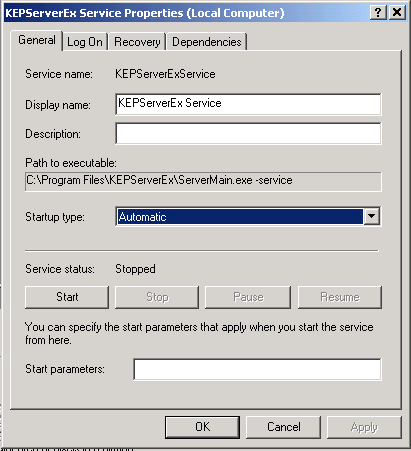 KEPServerEx Service Properties (Local Computer)
General Log On Recovery Dependencies
Service name: KEPServerExService
Display name: KEPServerEx Service
Description:
Path to executable:
C:\Program Files\KEPServerEx\ServerMain.exe -service
Startup type: Automatic
Service status: Stopped
Start Stop Pause Resume
You can specify the start parameters that apply when you start the service
from here.
Start parameters:
OK Cancel Apply